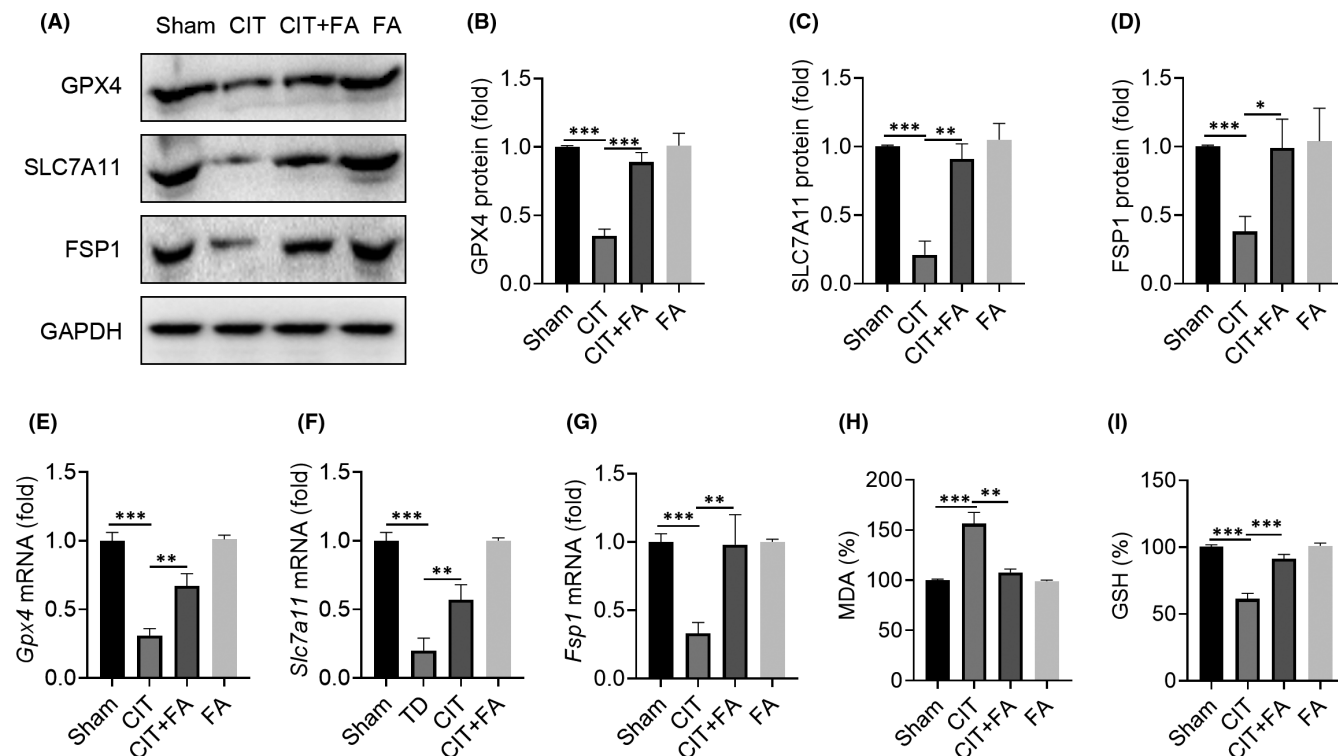 (A)
Sham CIT CIT+FA FA
GPX4
SLC7A11
FSP1
GAPDH
(B)
GPX4 protein (fold)
1.5
1.0
0.5
0.0
*** ***
Sham CIT CIT+FA FA
(C)
SLC7A11 protein (fold)
1.5
1.0
0.5
0.0
*** **
Sham CIT CIT+FA FA
(D)
FSP1 protein (fold)
1.5
1.0
0.5
0.0
*** *
Sham CIT CIT+FA FA
(E)
Gpx4 mRNA (fold)
1.5
1.0
0.5
0.0
***
**
Sham CIT CIT+FA FA
(F)
Slc7a11 mRNA (fold)
1.5
1.0
0.5
0.0
***
**
Sham TD CIT CIT+FA
(G)
Fsp1 mRNA (fold)
1.5
1.0
0.5
0.0
*** **
Sham CIT CIT+FA FA
(H)
MDA (%)
200
150
100
50
0
*** **
Sham CIT CIT+FA FA
(I)
GSH (%)
150
100
50
0
*** ***
Sham CIT CIT+FA FA